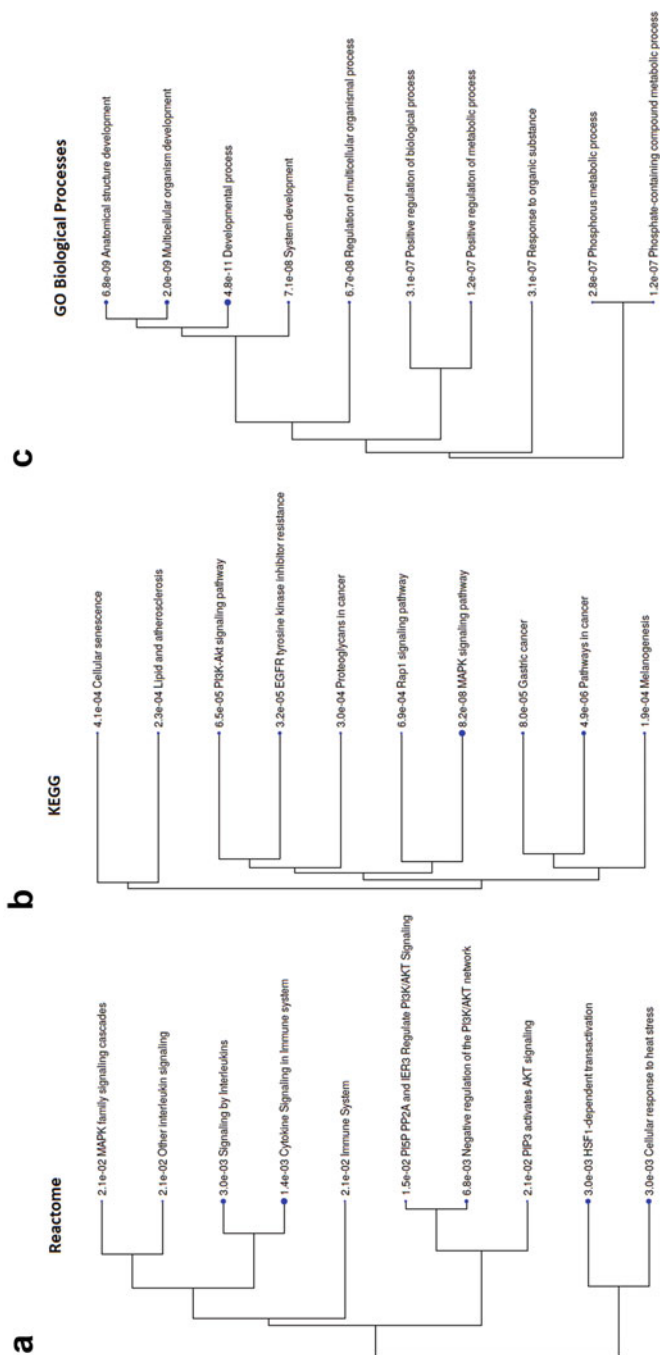 a
Reactome
2.1e-02 MAPK family signaling cascades
2.1e-02 Other interleukin signaling
3.0e-03 Signaling by Interleukins
1.4e-03 Cytokine Signaling in Immune system
2.1e-02 Immune System
1.5e-02 PI5P PP2A and IER3 Regulate PI3K/AKT Signaling
6.8e-03 Negative regulation of the PI3K/AKT network
2.1e-02 PIP3 activates AKT signaling
3.0e-03 HSF1-dependent transactivation
3.0e-03 Cellular response to heat stress
b
KEGG
4.1e-04 Cellular senescence
2.3e-04 Lipid and atherosclerosis
6.5e-05 PI3K-Akt signaling pathway
3.2e-05 EGFR tyrosine kinase inhibitor resistance
3.0e-04 Proteoglycans in cancer
6.9e-04 Rap1 signaling pathway
8.2e-08 MAPK signaling pathway
8.0e-05 Gastric cancer
4.9e-06 Pathways in cancer
1.9e-04 Melanogenesis
c
GO Biological Processes
6.8e-09 Anatomical structure development
2.0e-09 Multicellular organism development
4.8e-11 Developmental process
7.1e-08 System development
6.7e-08 Regulation of multicellular organismal process
3.1e-07 Positive regulation of biological process
1.2e-07 Positive regulation of metabolic process
3.1e-07 Response to organic substance
2.8e-07 Phosphorus metabolic process
1.2e-07 Phosphate-containing compound metabolic process